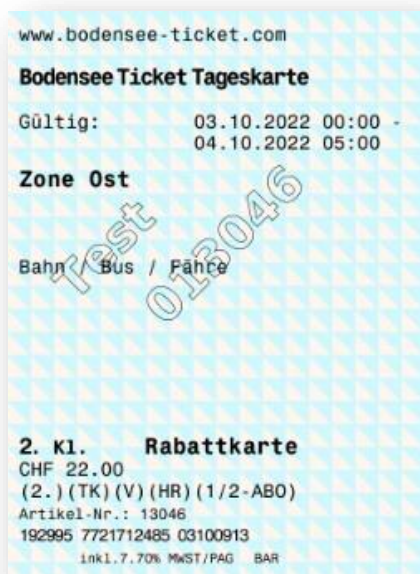 www.bodensee-ticket.com
Bodensee Ticket Tageskarte
Gültig: 03.10.2022 00:00 -
04.10.2022 05:00
Zone Ost
Test
013046
Bahn / Bus / Fähre
2. Kl. Rabattkarte
CHF 22.00
(2.)(TK)(V)(HR)(1/2-ABO)
Artikel-Nr.: 13046
192995 7721712485 03100913
inkl.7.70% MWST/PAG BAR